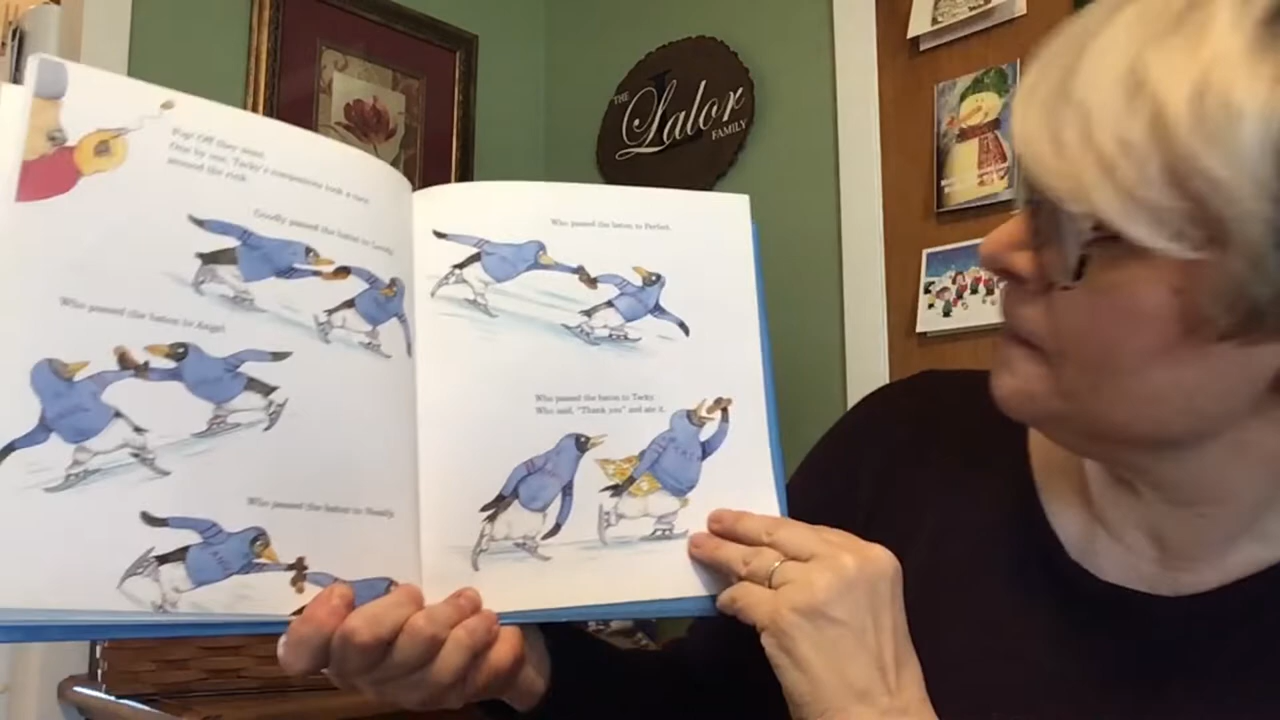 Pop! Off they went.
One by one, Tacky's companions took a turn
around the rink.
Goodly passed the baton to Lovely.
Who passed the baton to Angel.
Who passed the baton to Neatly.
Who passed the baton to Perfect.
Who passed the baton to Tacky.
Who said, "Thank you" and ate it.
THE
Lalor
FAMILY